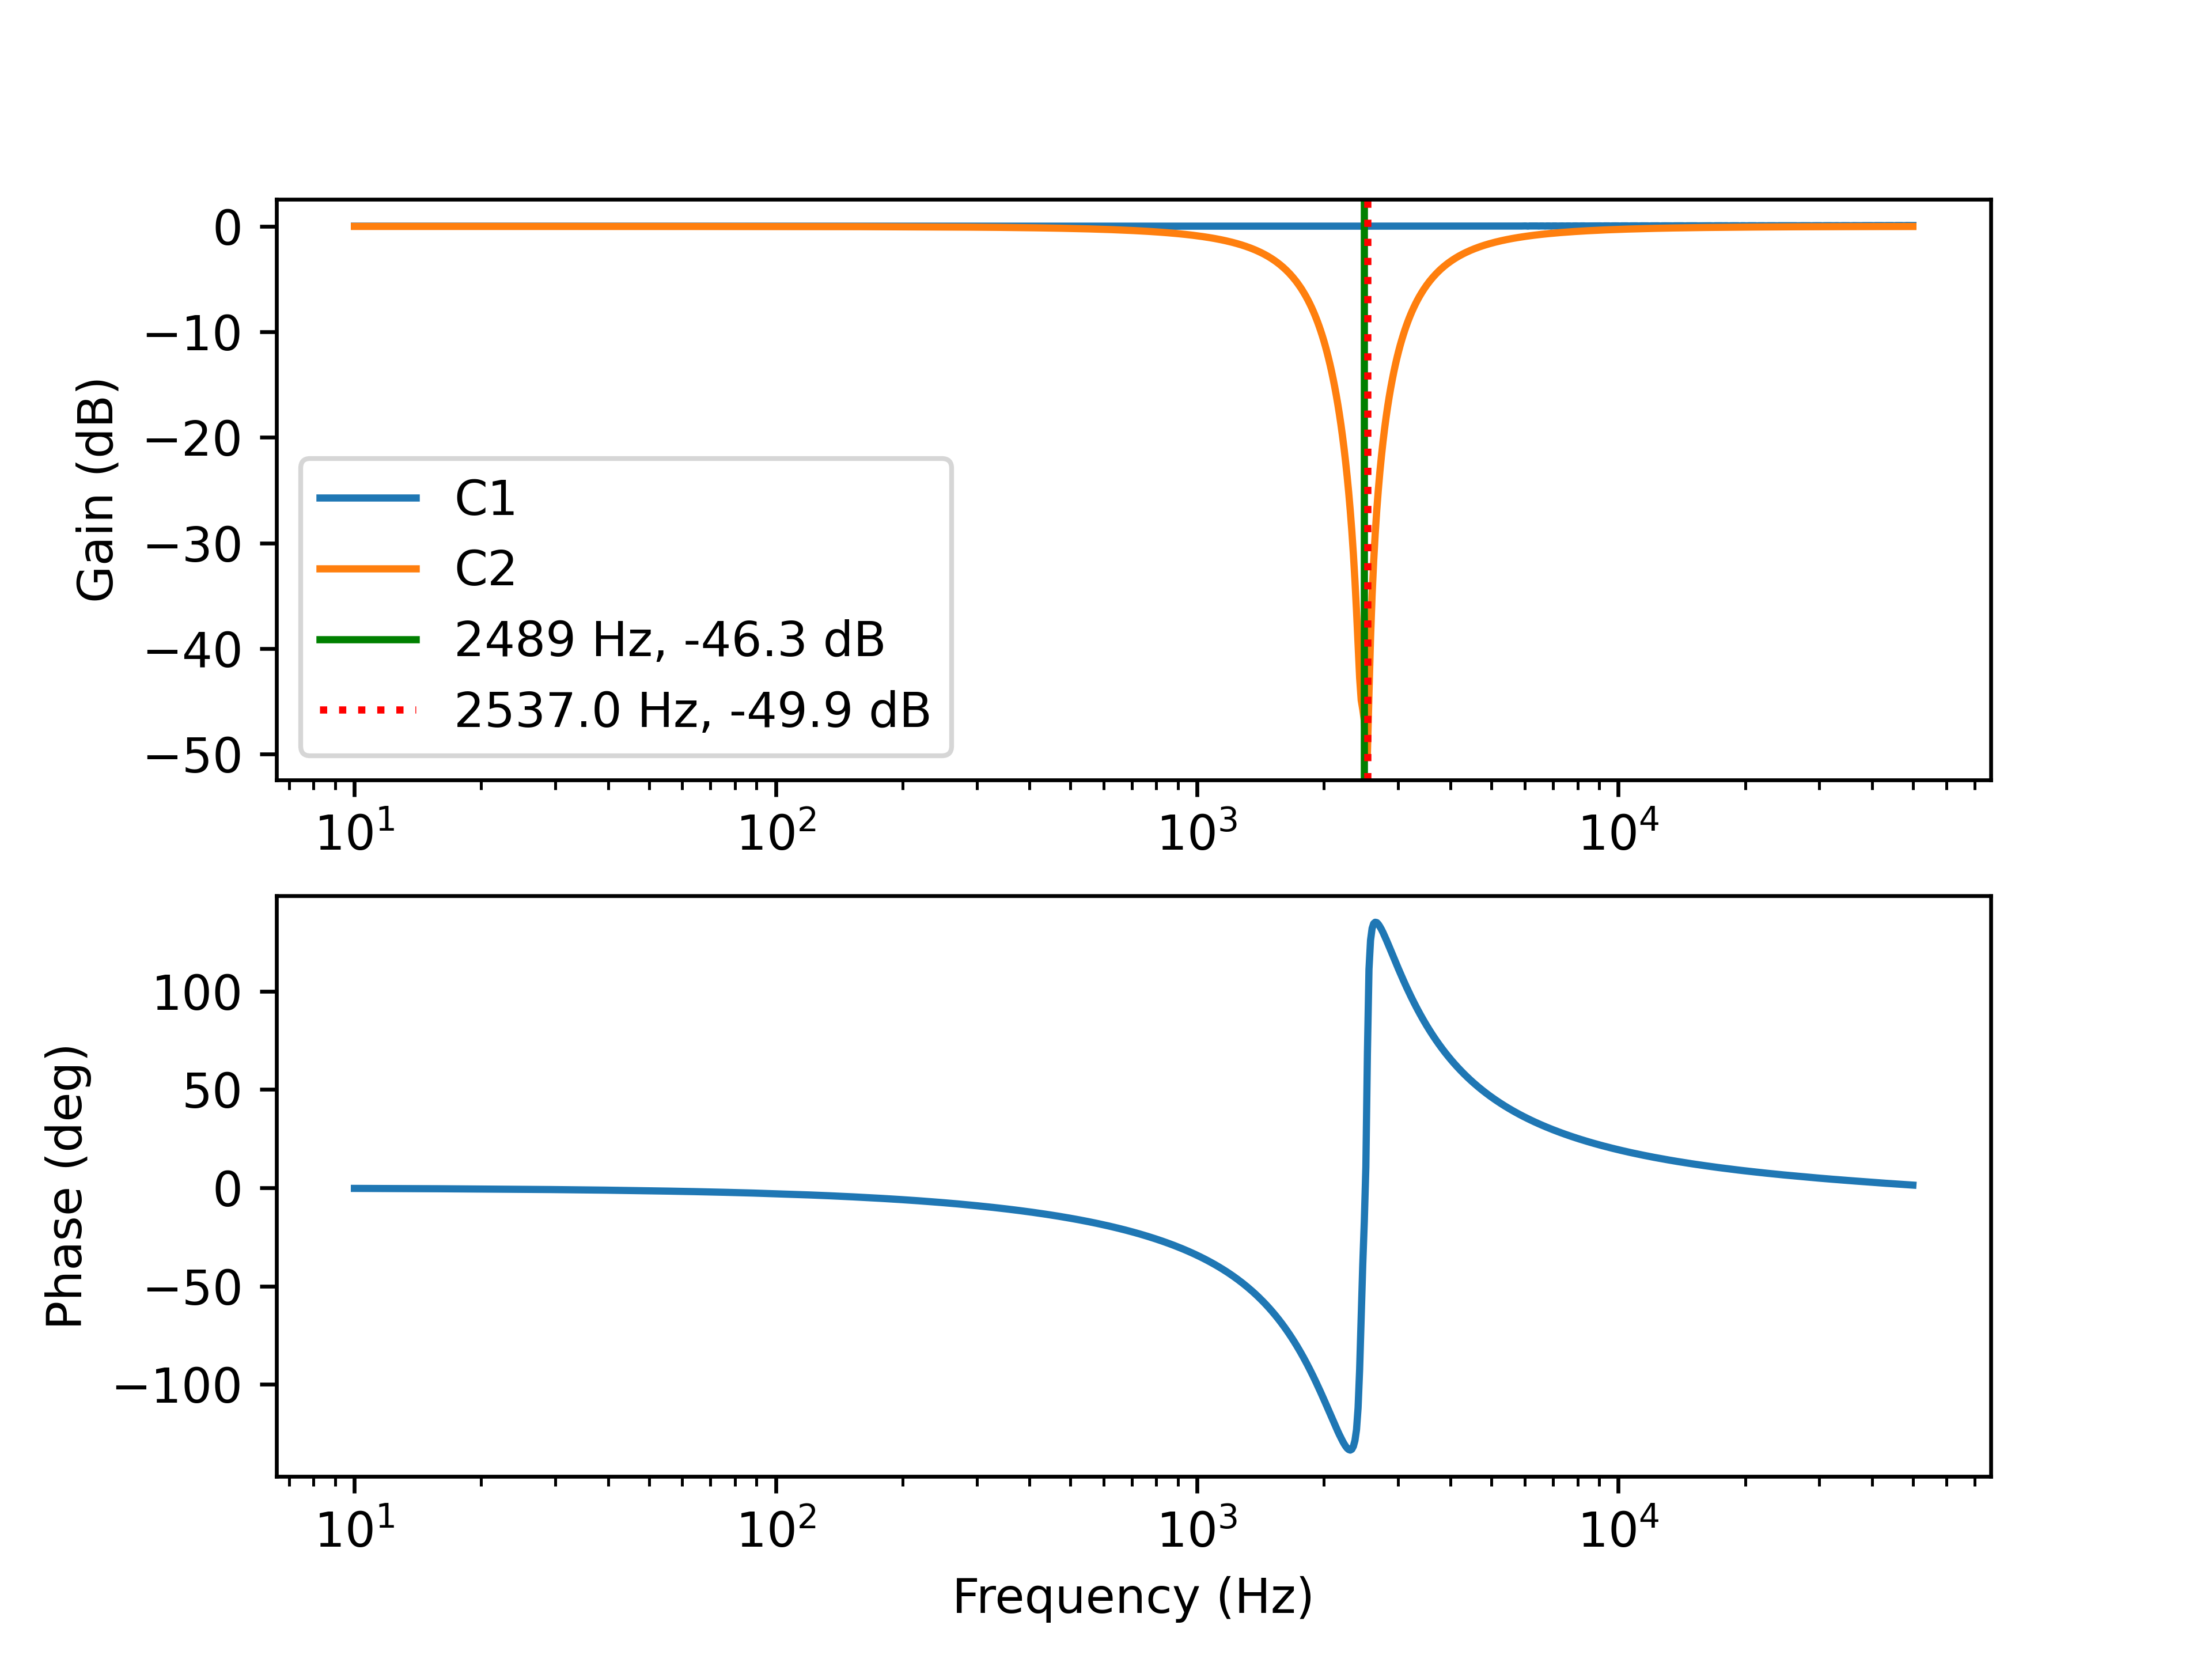 Gain (dB)
0
−10
−20
−30
−40
−50
C1
C2
2489 Hz, -46.3 dB
2537.0 Hz, -49.9 dB
10¹ 10² 10³ 10⁴
Phase (deg)
100
50
0
−50
−100
10¹ 10² 10³ 10⁴
Frequency (Hz)